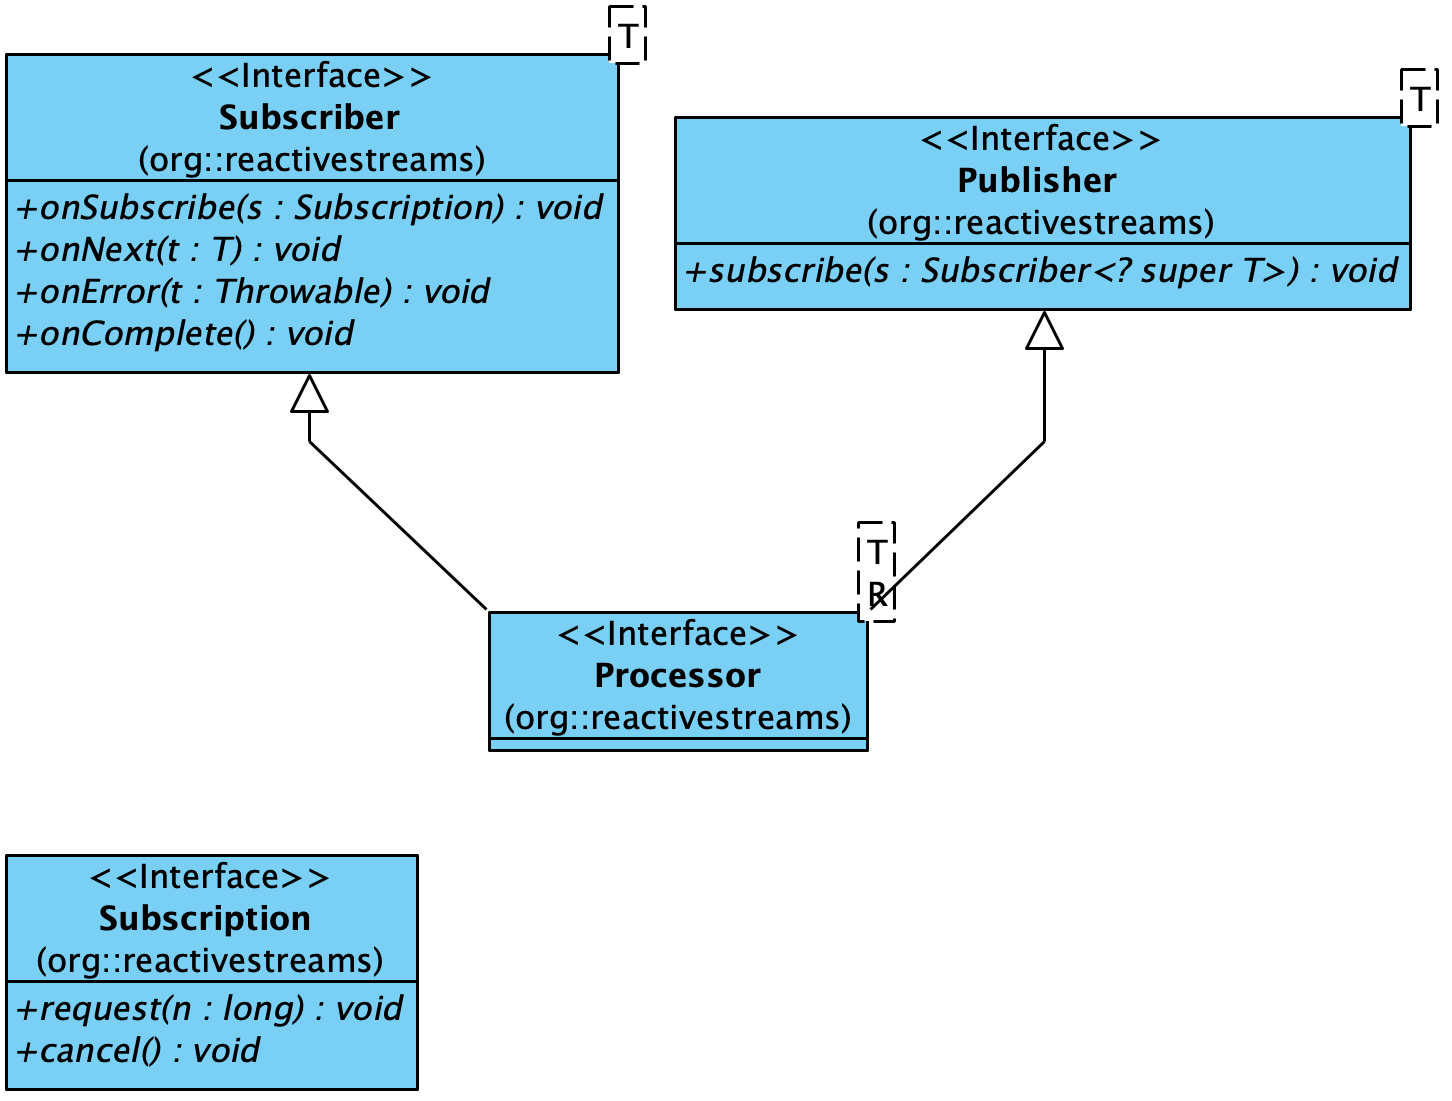 T
<<Interface>>
Subscriber
(org::reactivestreams)
+onSubscribe(s : Subscription) : void
+onNext(t : T) : void
+onError(t : Throwable) : void
+onComplete() : void
T
<<Interface>>
Publisher
(org::reactivestreams)
+subscribe(s : Subscriber<? super T>) : void
T
R
<<Interface>>
Processor
(org::reactivestreams)
<<Interface>>
Subscription
(org::reactivestreams)
+request(n : long) : void
+cancel() : void